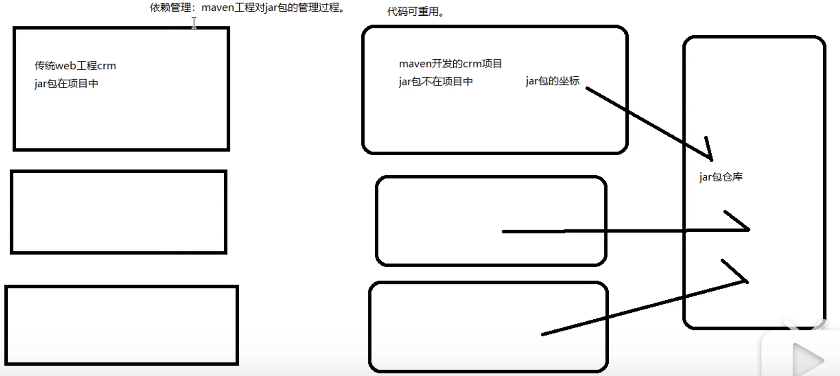 依赖管理：maven工程对jar包的管理过程。
代码可重用。
传统web工程crm
jar包在项目中
maven开发的crm项目
jar包不在项目中
jar包的坐标
jar包仓库